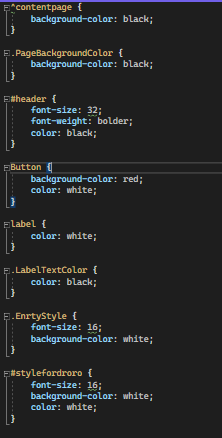 ^contentpage {
background-color: black;
}
.PageBackgroundColor {
background-color: black;
}
#header {
font-size: 32;
font-weight: bolder;
color: black;
}
Button {
background-color: red;
color: white;
}
label {
color: white;
}
.LabelTextColor {
color: black;
}
.EnrtyStyle {
font-size: 16;
background-color: white;
}
#stylefordroro {
font-size: 16;
background-color: white;
color: white;
}